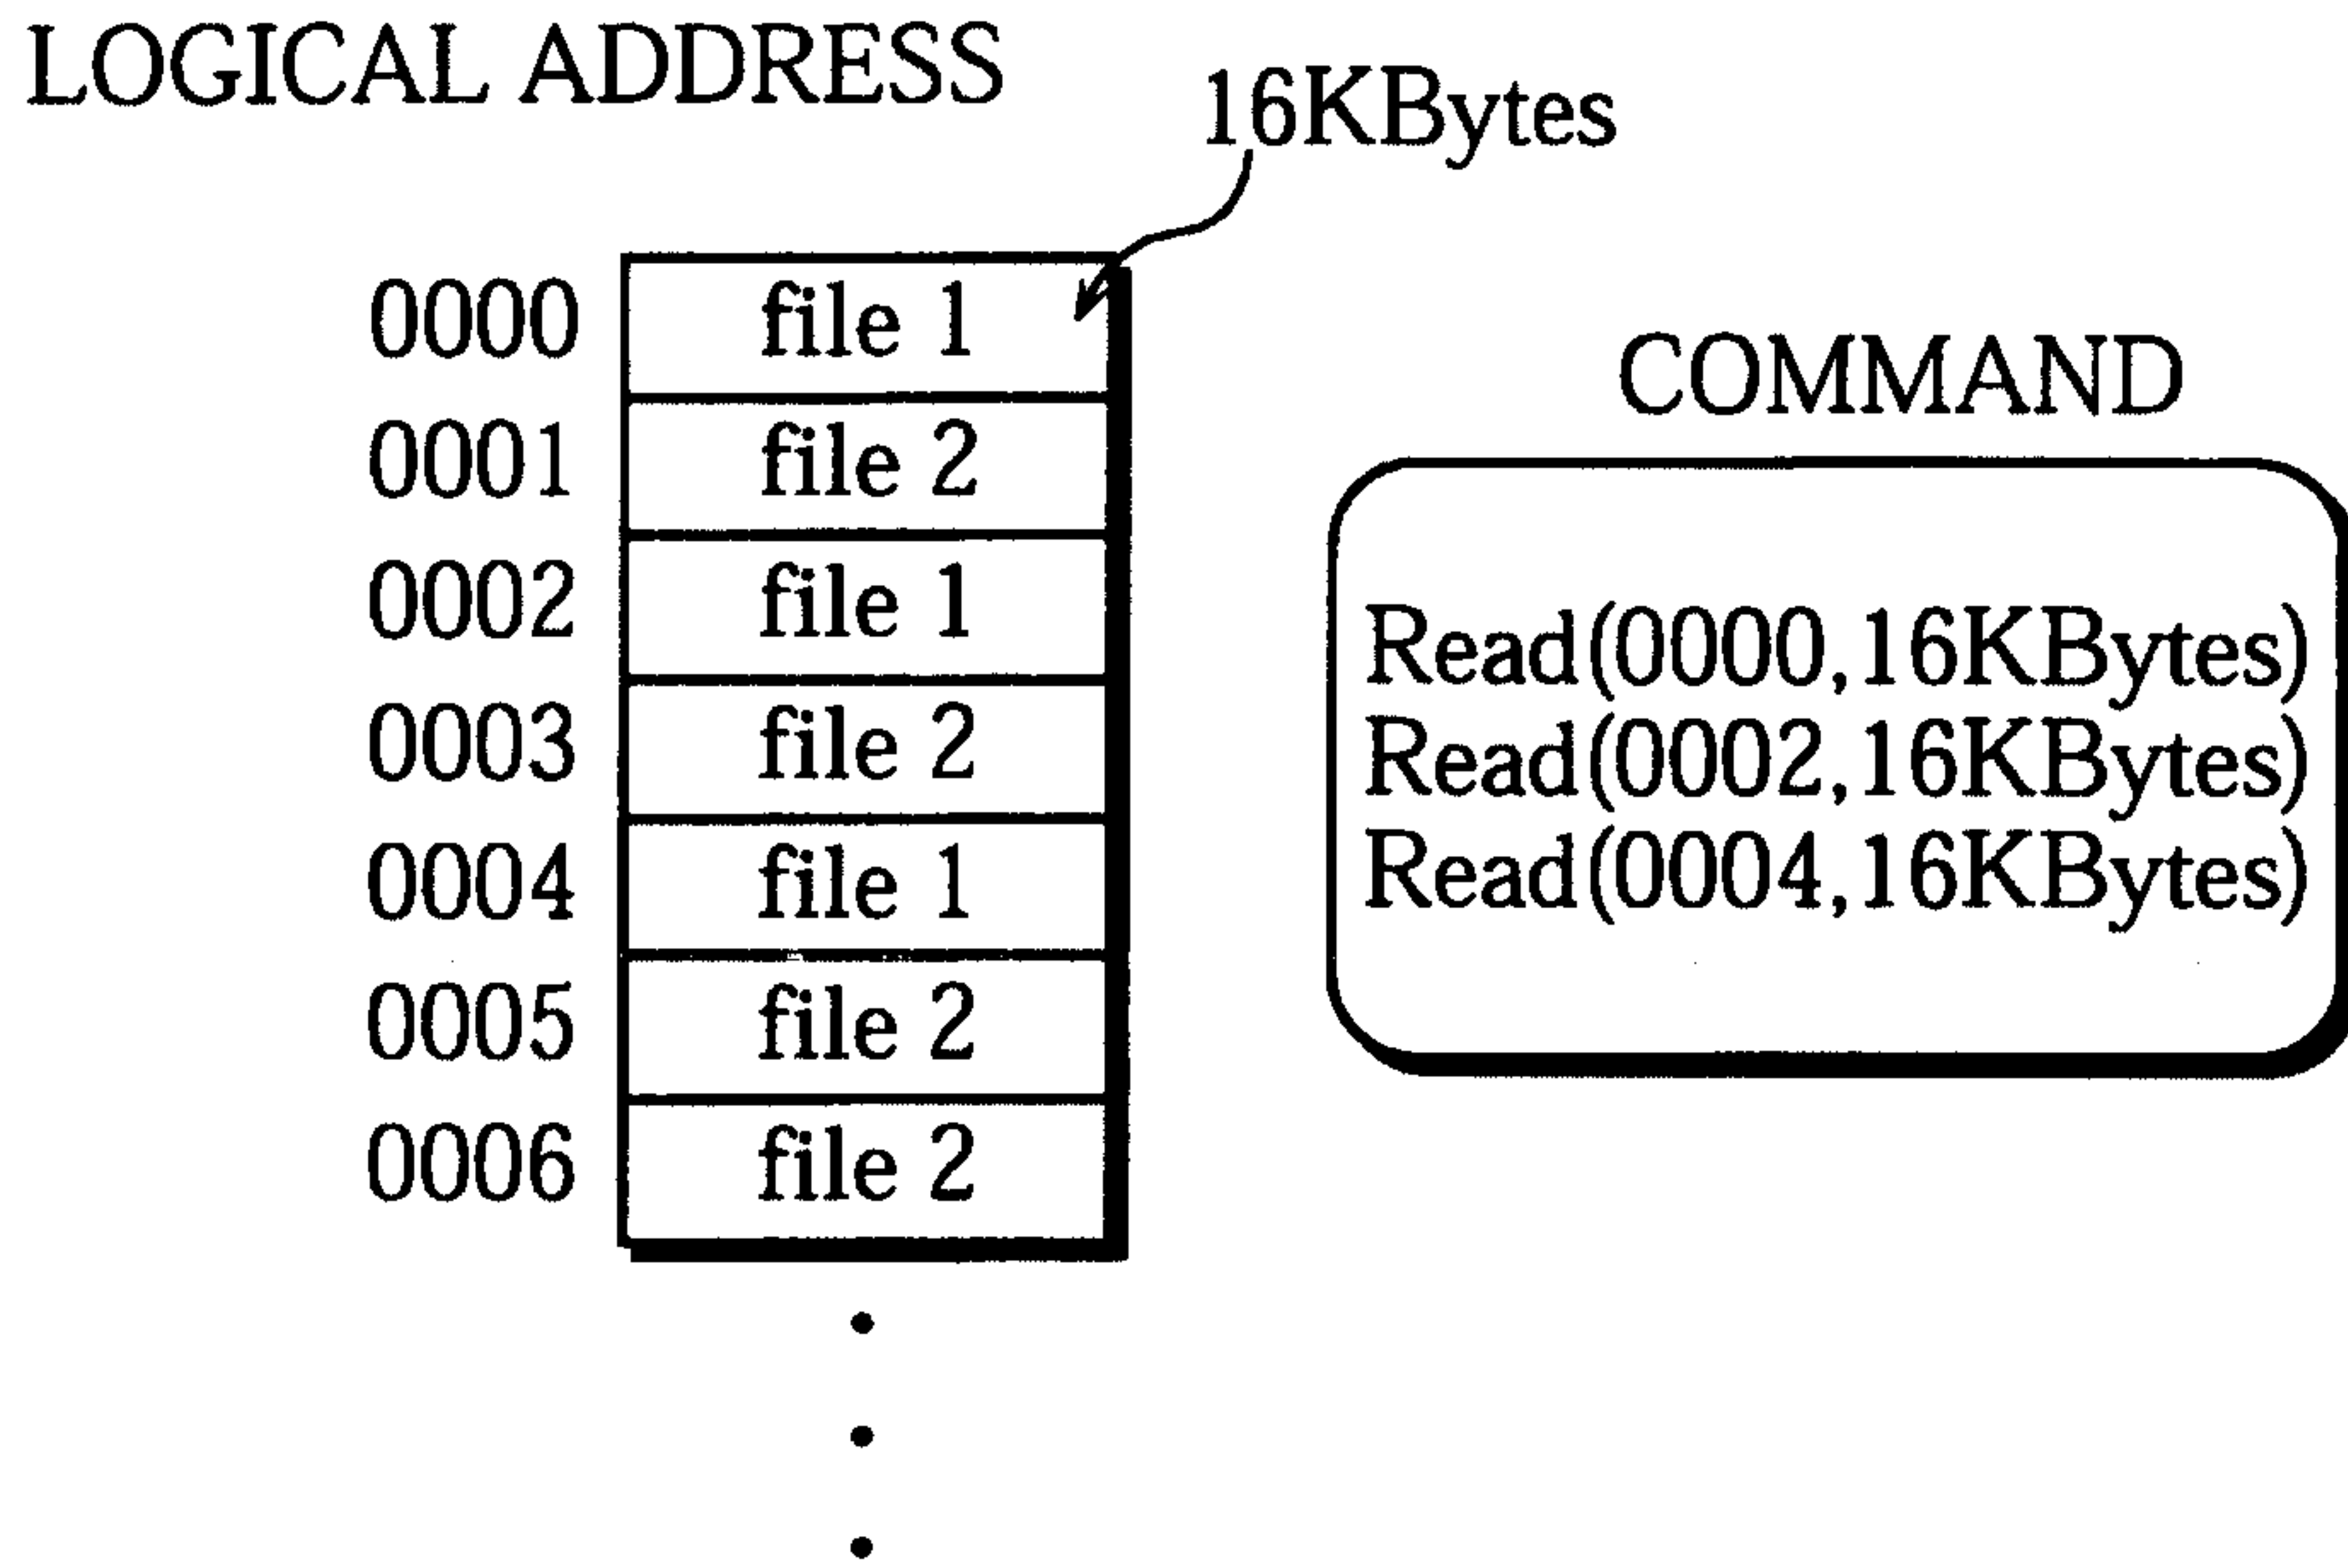 LOGICAL ADDRESS
16KBytes
0000 file 1
0001 file 2
0002 file 1
0003 file 2
0004 file 1
0005 file 2
0006 file 2
COMMAND
Read(0000,16KBytes)
Read(0002,16KBytes)
Read(0004,16KBytes)